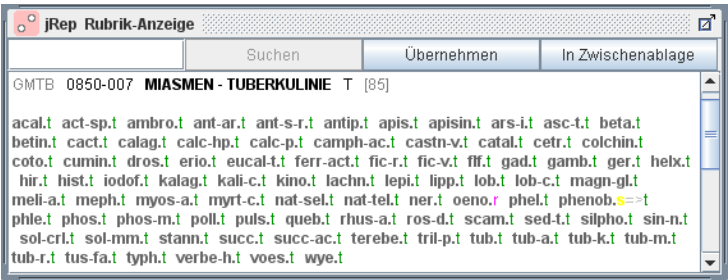 jRep Rubrik-Anzeige
Suchen Übernehmen In Zwischenablage
GMTB 0850-007 MIASMEN - TUBERKULINIE T [85]
acal.t act-sp.t ambro.t ant-ar.t ant-s-r.t antip.t apis.t apisin.t ars-i.t asc-t.t beta.t
betin.t cact.t calag.t calc-hp.t calc-p.t camph-ac.t castn-v.t catal.t cetr.t colchin.t
coto.t cumin.t dros.t erio.t eucal-t.t ferr-act.t fic-r.t fic-v.t flf.t gad.t gamb.t ger.t helx.t
hir.t hist.t iodof.t kalag.t kali-c.t kino.t lachn.t lepi.t lipp.t lob.t lob-c.t magn-gl.t
meli-a.t meph.t myos-a.t myrt-c.t nat-sel.t nat-tel.t ner.t oeno.r phel.t phenob.s=>t
phle.t phos.t phos-m.t poll.t puls.t queb.t rhus-a.t ros-d.t scam.t sed-t.t silpho.t sin-n.t
sol-crl.t sol-mm.t stann.t succ.t succ-ac.t terebe.t tril-p.t tub.t tub-a.t tub-k.t tub-m.t
tub-r.t tus-fa.t typh.t verbe-h.t voes.t wye.t